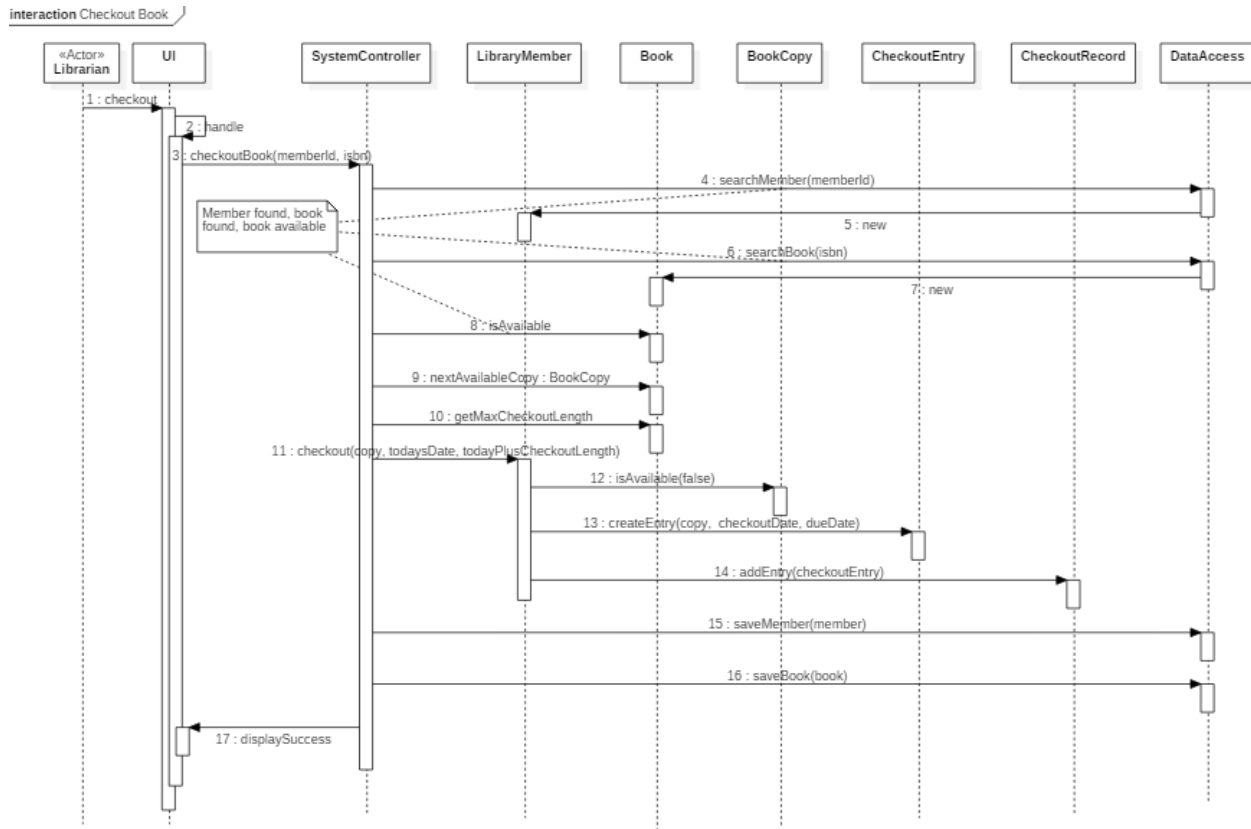 interaction Checkout Book
«Actor»
Librarian
UI
SystemController
LibraryMember
Book
BookCopy
CheckoutEntry
CheckoutRecord
DataAccess
1 : checkout
2 : handle
3 : checkoutBook(memberId, isbn)
4 : searchMember(memberId)
Member found, book
found, book available
5 : new
6 : searchBook(isbn)
7 : new
8 : isAvailable
9 : nextAvailableCopy : BookCopy
10 : getMaxCheckoutLength
11 : checkout(copy, todaysDate, todayPlusCheckoutLength)
12 : isAvailable(false)
13 : createEntry(copy, checkoutDate, dueDate)
14 : addEntry(checkoutEntry)
15 : saveMember(member)
16 : saveBook(book)
17 : displaySuccess